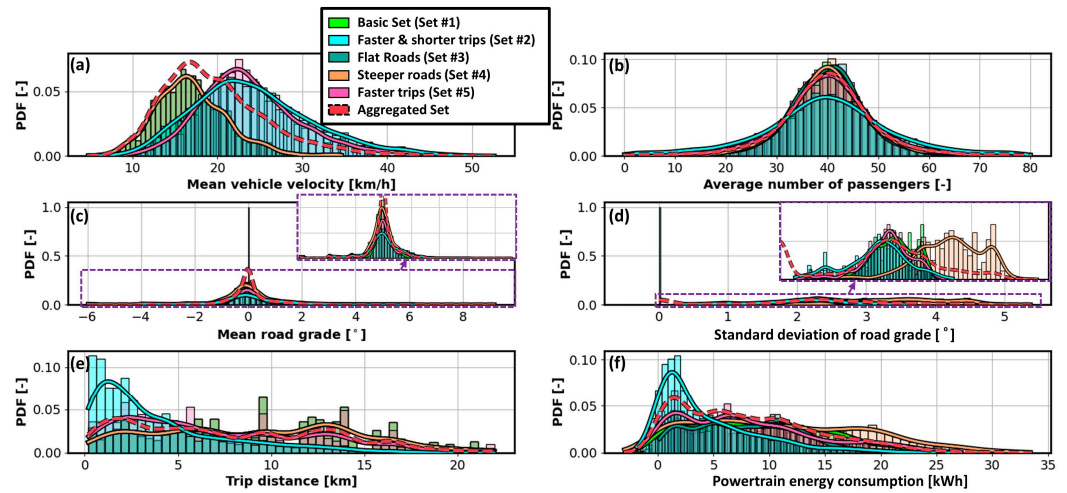 Basic Set (Set #1)
Faster & shorter trips (Set #2)
Flat Roads (Set #3)
Steeper roads (Set #4)
Faster trips (Set #5)
Aggregated Set
(a)
PDF [-]
0.05
0.00
10 20 30 40 50
Mean vehicle velocity [km/h]
(b)
PDF [-]
0.10
0.05
0.00
0 10 20 30 40 50 60 70 80
Average number of passengers [-]
(c)
PDF [-]
1.0
0.5
0.0
−6 −4 −2 0 2 4 6 8
Mean road grade [°]
(d)
PDF [-]
1.0
0.5
0.0
0 1 2 3 4 5
Standard deviation of road grade [°]
(e)
PDF [-]
0.10
0.05
0.00
0 5 10 15 20
Trip distance [km]
(f)
PDF [-]
0.10
0.05
0.00
0 5 10 15 20 25 30 35
Powertrain energy consumption [kWh]